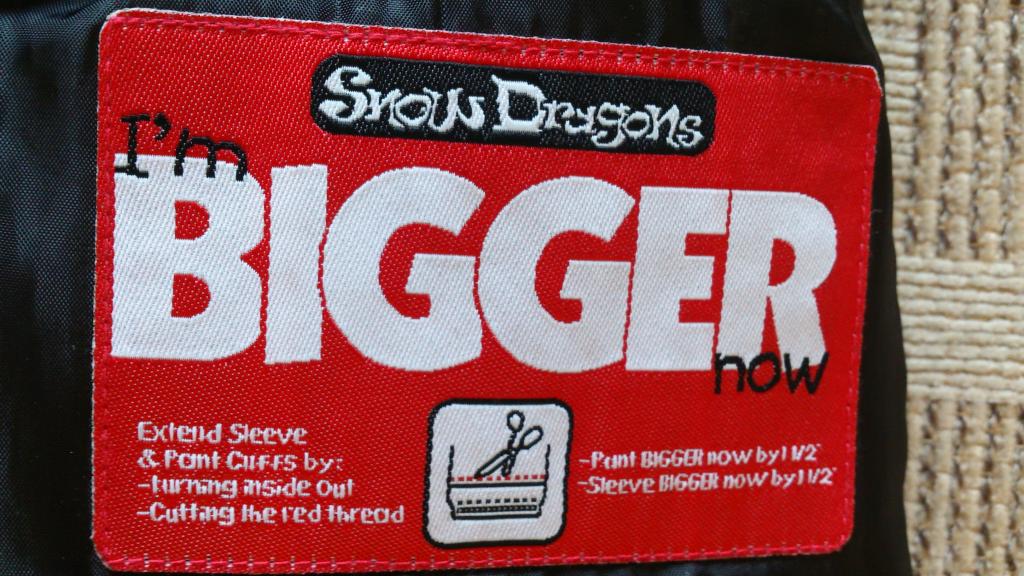 Snow Dragons
I'm
BIGGER
now
Extend Sleeve
& Pant Cuffs by:
-turning inside out
-Cutting the red thread
-Pant BIGGER now by 1 1/2"
-Sleeve BIGGER now by 1 1/2"